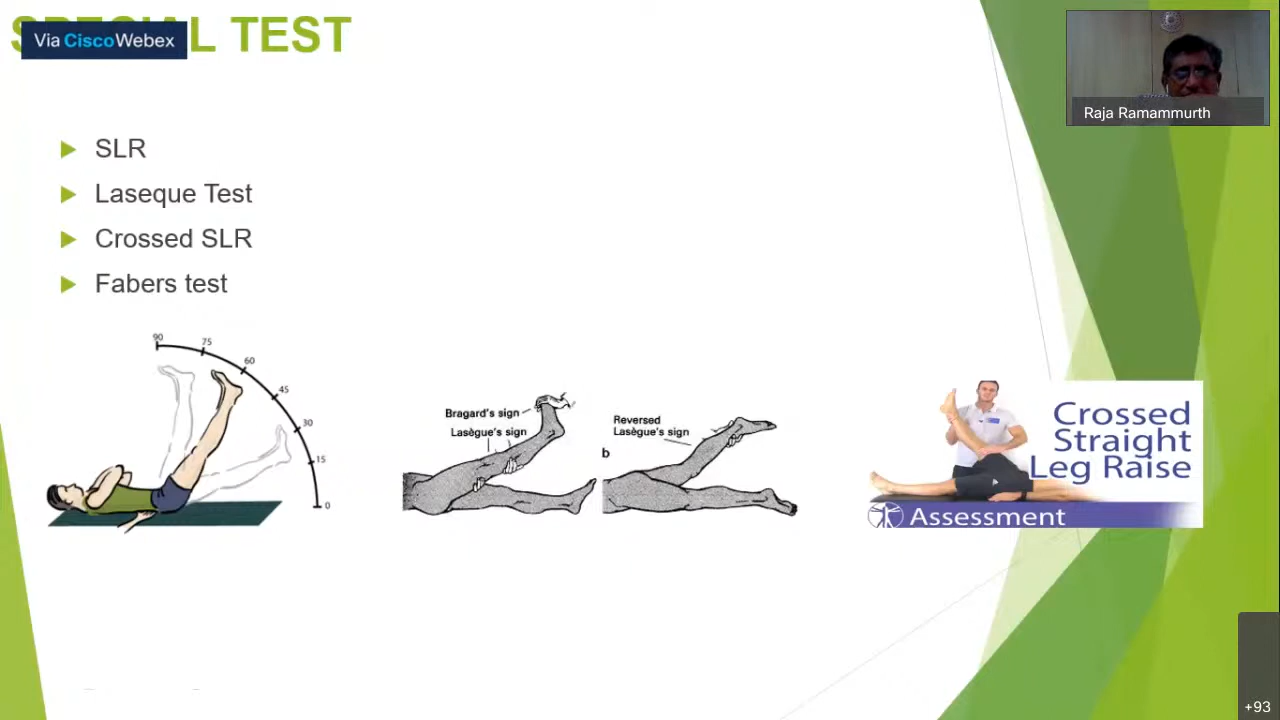 TEST
Via CiscoWebex
Raja Ramammurth
SLR
Laseque Test
Crossed SLR
Fabers test
90
75
60
45
30
15
0
Bragard's sign
Lasègue's sign
Reversed
Lasègue's sign
b
Crossed
Straight
Leg Raise
Assessment
+93